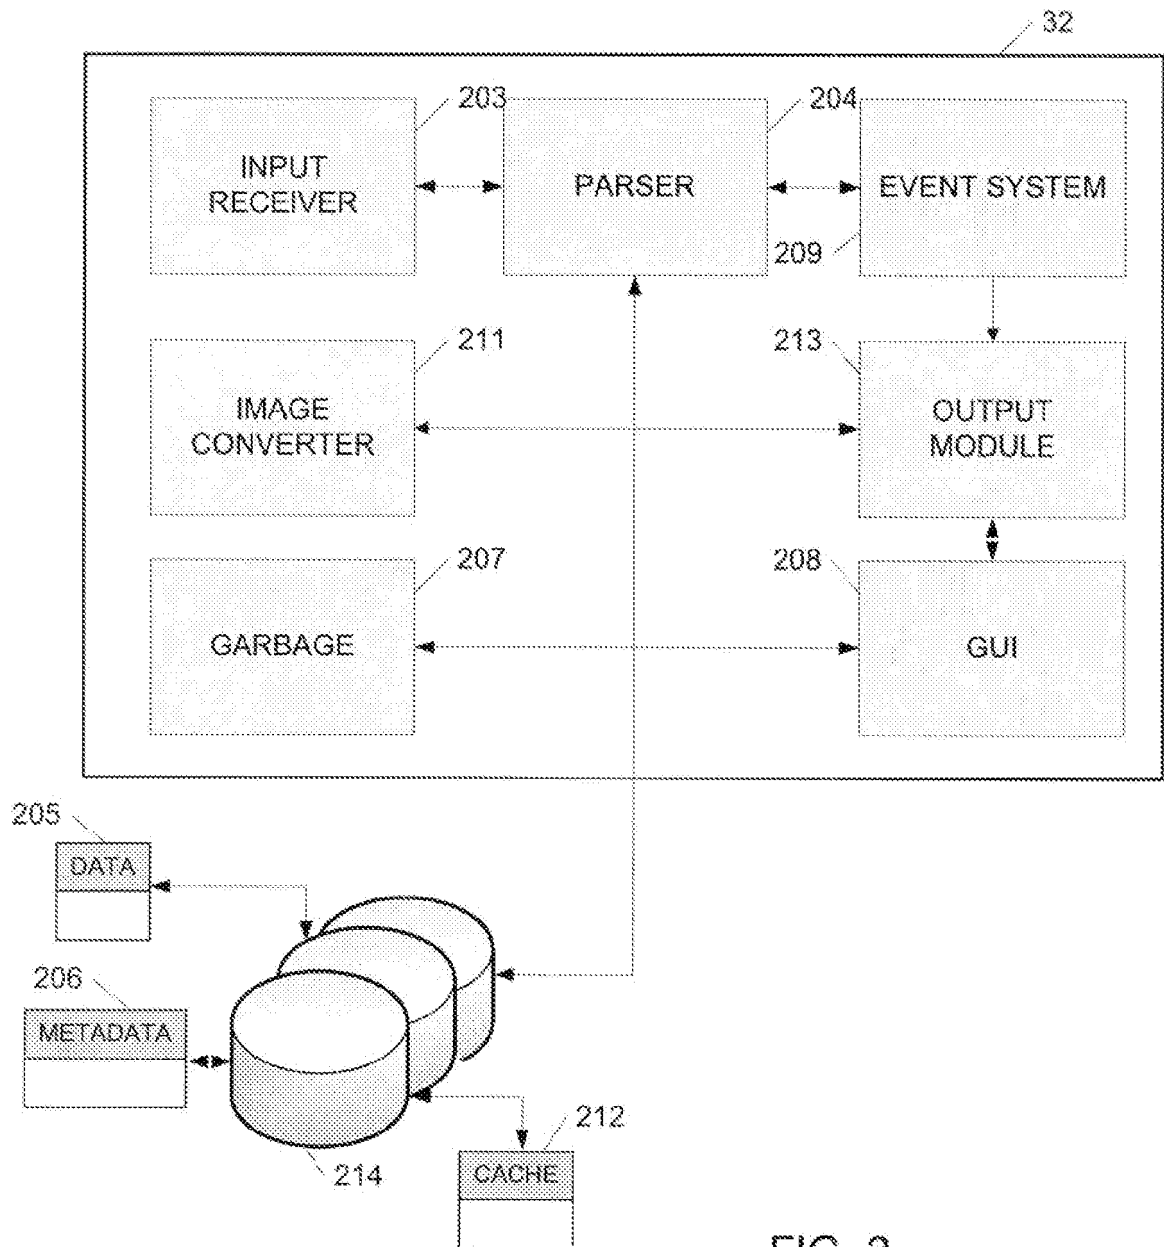 32
203
204
INPUT
RECEIVER
PARSER
EVENT SYSTEM
209
211
213
IMAGE
CONVERTER
OUTPUT
MODULE
207
208
GARBAGE
GUI
205
DATA
206
METADATA
212
214
CACHE
FIG.